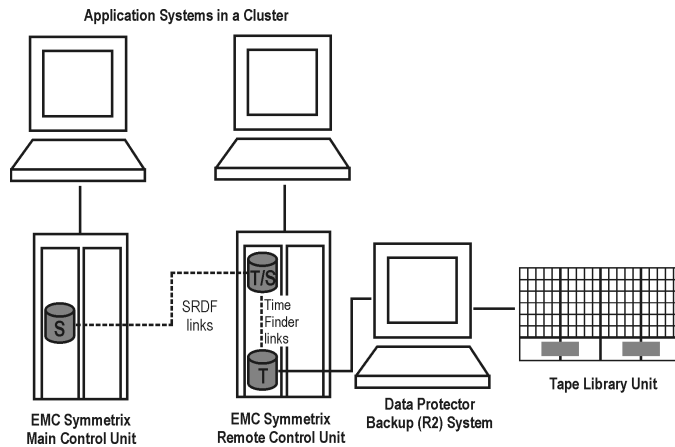 Application Systems in a Cluster
T/S
SRDF
links
Time
Finder
links
S
T
EMC Symmetrix
Main Control Unit
EMC Symmetrix
Remote Control Unit
Data Protector
Backup (R2) System
Tape Library Unit